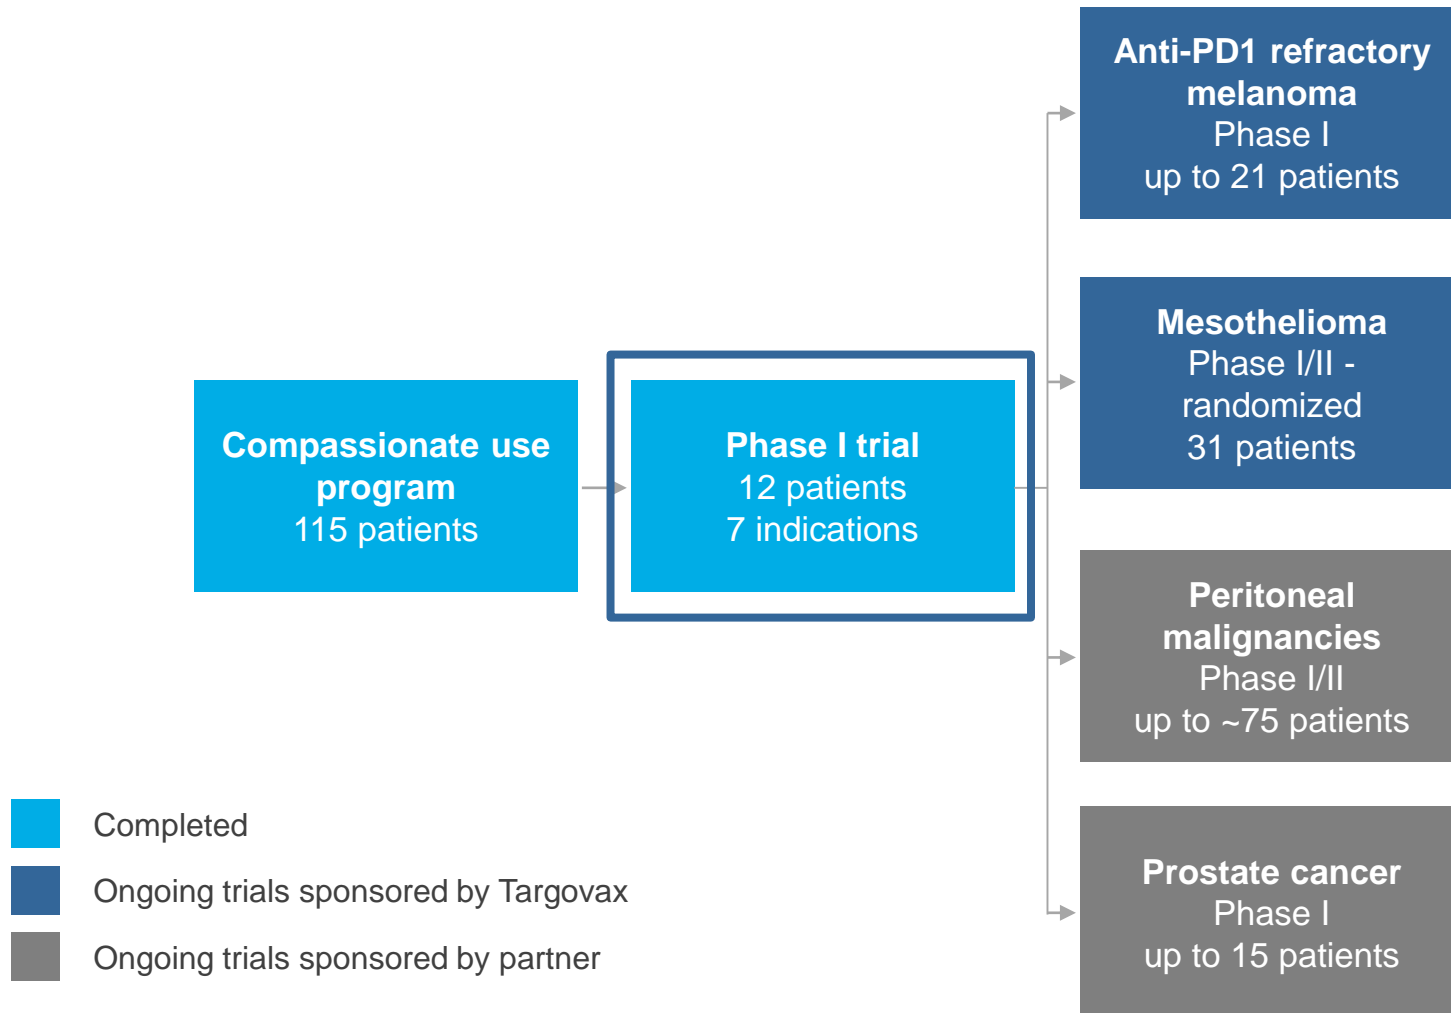 Anti-PD1 refractory
melanoma
Phase I
up to 21 patients
Mesothelioma
Phase I/II -
randomized
31 patients
Compassionate use
program
115 patients
Phase I trial
12 patients
7 indications
Peritoneal
malignancies
Phase I/II
up to ~75 patients
Prostate cancer
Phase I
up to 15 patients
Completed
Ongoing trials sponsored by Targovax
Ongoing trials sponsored by partner